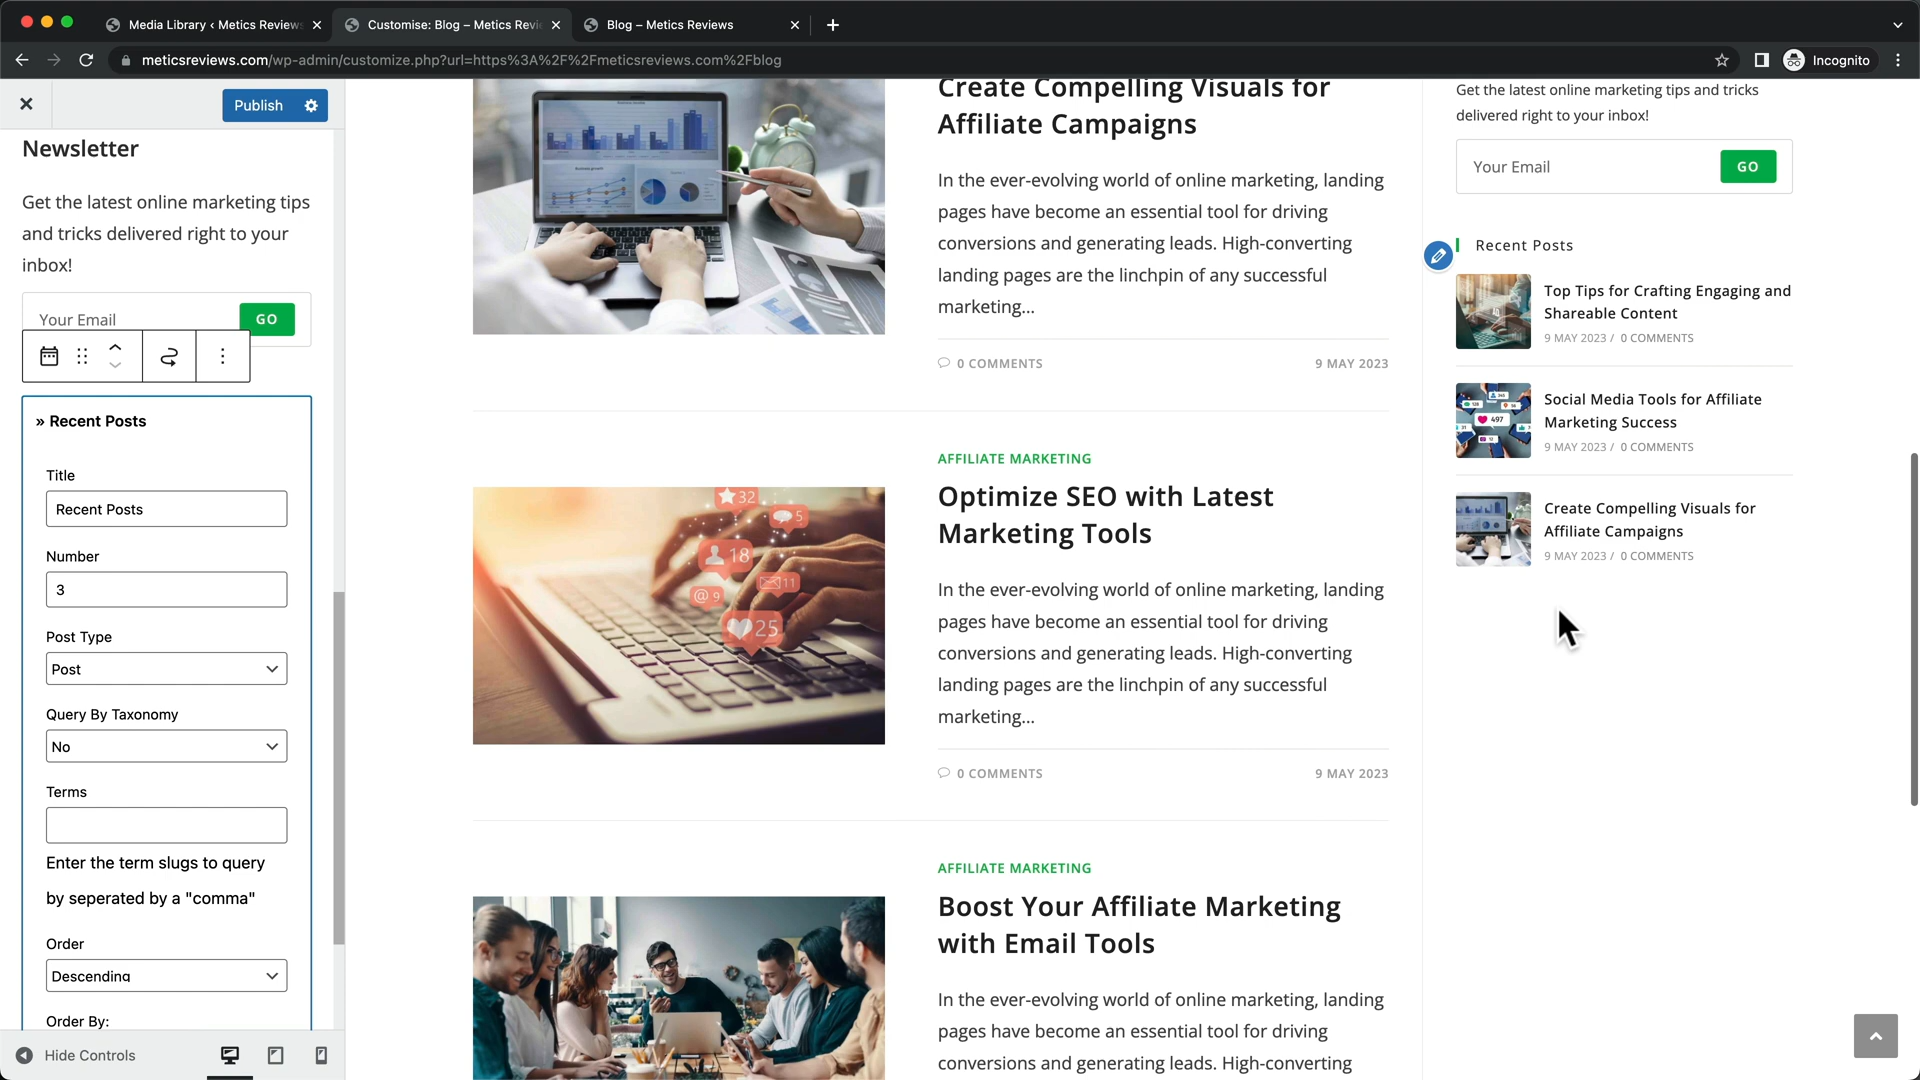 Media Library ‹ Metics Reviews
Customise: Blog – Metics Revie
Blog – Metics Reviews
meticsreviews.com/wp-admin/customize.php?url=https%3A%2F%2Fmeticsreviews.com%2Fblog
Incognito
Publish
Newsletter
Get the latest online marketing tips
and tricks delivered right to your
inbox!
Your Email
GO
» Recent Posts
Title
Recent Posts
Number
3
Post Type
Post
Query By Taxonomy
No
Terms
Enter the term slugs to query
by seperated by a "comma"
Order
Descending
Order By:
Hide Controls
Create Compelling Visuals for
Affiliate Campaigns
In the ever-evolving world of online marketing, landing
pages have become an essential tool for driving
conversions and generating leads. High-converting
landing pages are the linchpin of any successful
marketing...
0 COMMENTS
9 MAY 2023
32
5
18
11
@ 9
25
AFFILIATE MARKETING
Optimize SEO with Latest
Marketing Tools
In the ever-evolving world of online marketing, landing
pages have become an essential tool for driving
conversions and generating leads. High-converting
landing pages are the linchpin of any successful
marketing...
0 COMMENTS
9 MAY 2023
AFFILIATE MARKETING
Boost Your Affiliate Marketing
with Email Tools
In the ever-evolving world of online marketing, landing
pages have become an essential tool for driving
conversions and generating leads. High-converting
Get the latest online marketing tips and tricks
delivered right to your inbox!
Your Email
GO
Recent Posts
Top Tips for Crafting Engaging and
Shareable Content
9 MAY 2023 / 0 COMMENTS
497
Social Media Tools for Affiliate
Marketing Success
9 MAY 2023 / 0 COMMENTS
Create Compelling Visuals for
Affiliate Campaigns
9 MAY 2023 / 0 COMMENTS